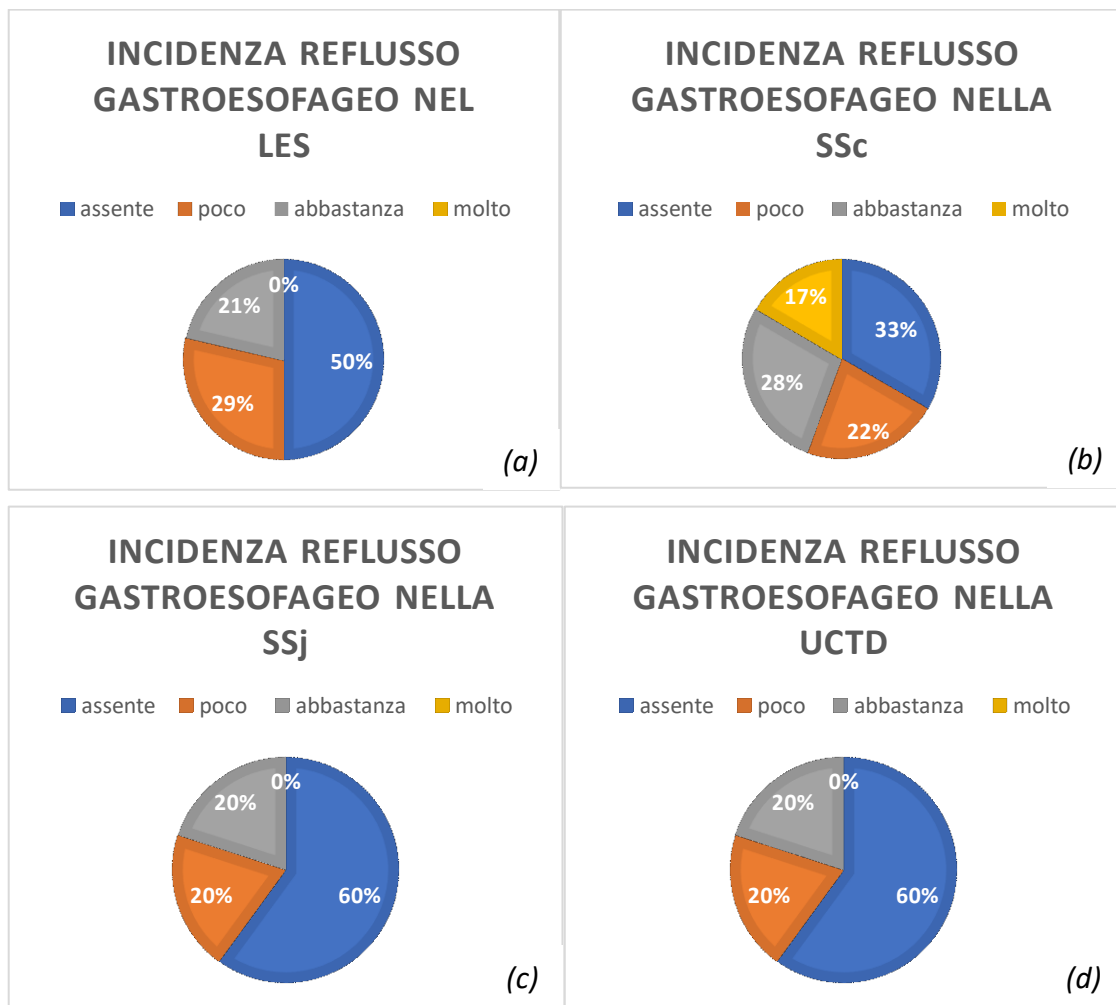 INCIDENZA REFLUSSO
GASTROESOFAGEO NEL
LES
assente poco abbastanza molto
0%
21%
50%
29%
(a)
INCIDENZA REFLUSSO
GASTROESOFAGEO NELLA
SSc
assente poco abbastanza molto
17%
33%
28%
22%
(b)
INCIDENZA REFLUSSO
GASTROESOFAGEO NELLA
SSj
assente poco abbastanza molto
0%
20%
20%
60%
(c)
INCIDENZA REFLUSSO
GASTROESOFAGEO NELLA
UCTD
assente poco abbastanza molto
0%
20%
20%
60%
(d)